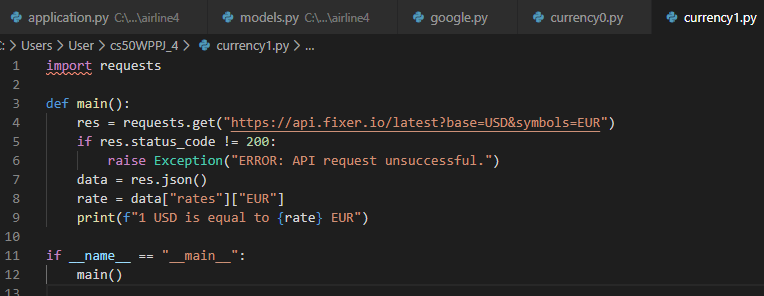 application.py C:\...\airline4 models.py C:\...\airline4 google.py currency0.py currency1.py
C: > Users > User > cs50WPPJ_4 > currency1.py > ...
1 import requests
2
3 def main():
4 res = requests.get("https://api.fixer.io/latest?base=USD&symbols=EUR")
5 if res.status_code != 200:
6 raise Exception("ERROR: API request unsuccessful.")
7 data = res.json()
8 rate = data["rates"]["EUR"]
9 print(f"1 USD is equal to {rate} EUR")
10
11 if __name__ == "__main__":
12 main()
13